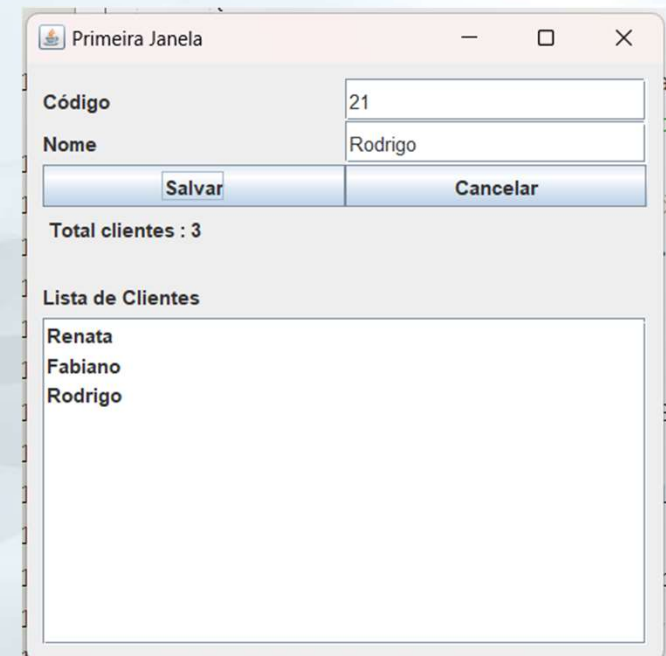 Primeira Janela
Código 21
Nome Rodrigo
Salvar Cancelar
Total clientes : 3
Lista de Clientes
Renata
Fabiano
Rodrigo